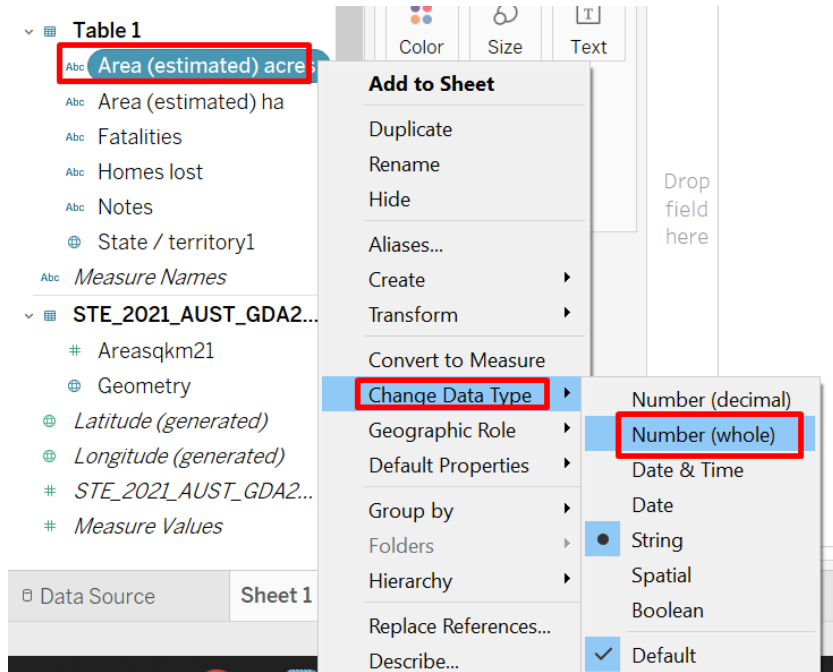 Table 1
Abc Area (estimated) acres
Abc Area (estimated) ha
Abc Fatalities
Abc Homes lost
Abc Notes
State / territory1
Abc Measure Names
STE_2021_AUST_GDA2...
# Areasqkm21
Geometry
Latitude (generated)
Longitude (generated)
# STE_2021_AUST_GDA2...
# Measure Values
Data Source
Sheet 1
Color
Size
T
Text
Drop
field
here
Add to Sheet
Duplicate
Rename
Hide
Aliases...
Create
Transform
Convert to Measure
Change Data Type
Geographic Role
Default Properties
Group by
Folders
Hierarchy
Replace References...
Describe...
Number (decimal)
Number (whole)
Date & Time
Date
String
Spatial
Boolean
Default